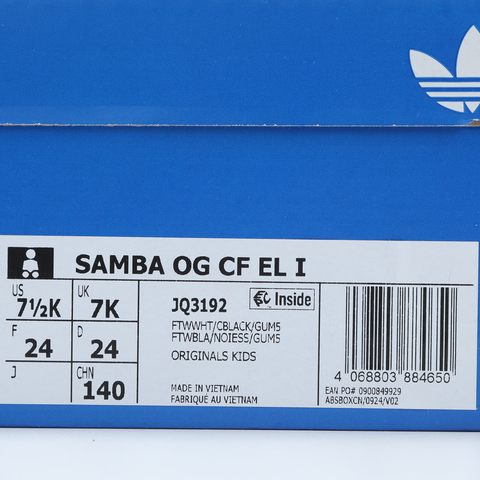 SAMBA OG CF EL I
US 7½K UK 7K
F 24 D 24
J CHN 140
JQ3192 Inside
FTWWHT/CBLACK/GUM5
FTWBLA/NOIESS/GUM5
ORIGINALS KIDS
MADE IN VIETNAM
FABRIQUÉ AU VIETNAM
4 068803 884650
EAN PO# 0900849929
ABSBOXCN/0924/V02